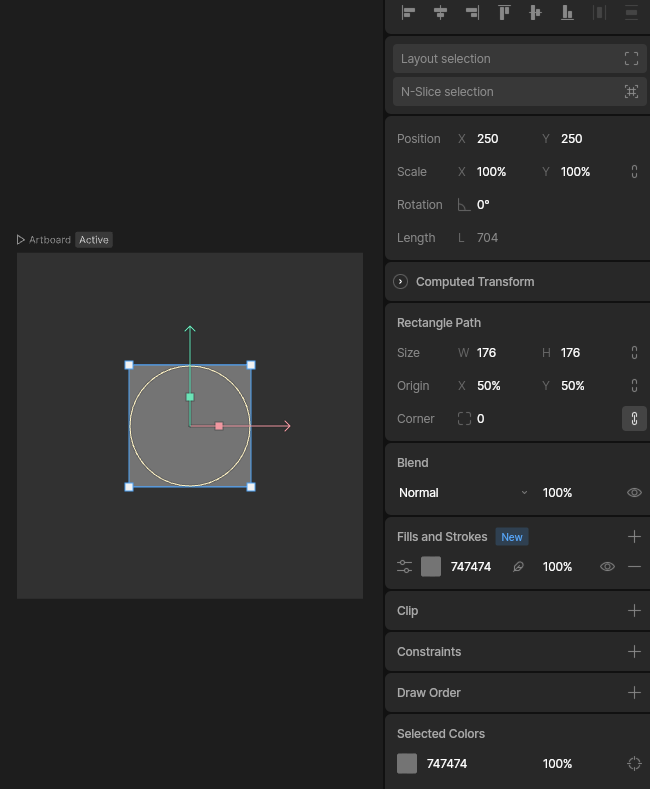 Layout selection
N-Slice selection
Position X 250 Y 250
Scale X 100% Y 100%
Rotation 0°
Length L 704
Artboard Active
Computed Transform
Rectangle Path
Size W 176 H 176
Origin X 50% Y 50%
Corner 0
Blend
Normal 100%
Fills and Strokes New
747474 100%
Clip
Constraints
Draw Order
Selected Colors
747474 100%